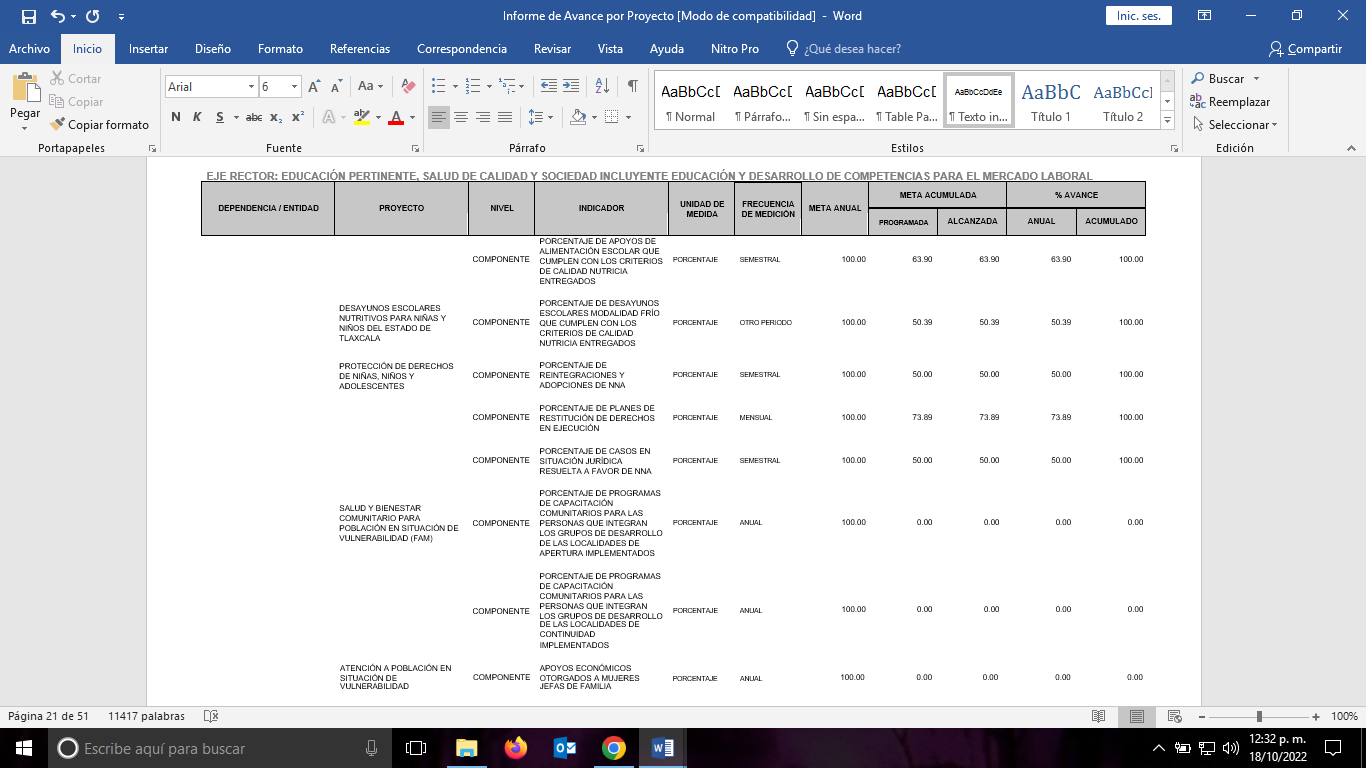 Informe de Avance por Proyecto [Modo de compatibilidad] - Word
Inic. ses.
Archivo Inicio Insertar Diseño Formato Referencias Correspondencia Revisar Vista Ayuda Nitro Pro ¿Qué desea hacer? Compartir
Pegar
Cortar
Copiar
Copiar formato
Portapapeles
Arial 6
N K S abc x₂ x²
Fuente
Párrafo
AaBbCcI AaBbCcI AaBbCcI AaBbCcI AaBbCcDdEe AaBbC AaBbCcI
¶ Normal ¶ Párrafo... ¶ Sin espa... ¶ Table Pa... ¶ Texto in... Título 1 Título 2
Estilos
Buscar
Reemplazar
Seleccionar
Edición
EJE RECTOR: EDUCACIÓN PERTINENTE, SALUD DE CALIDAD Y SOCIEDAD INCLUYENTE EDUCACIÓN Y DESARROLLO DE COMPETENCIAS PARA EL MERCADO LABORAL
DEPENDENCIA / ENTIDAD
PROYECTO
NIVEL
INDICADOR
UNIDAD DE
MEDIDA
FRECUENCIA
DE MEDICIÓN
META ANUAL
META ACUMULADA
PROGRAMADA ALCANZADA
% AVANCE
ANUAL ACUMULADO
COMPONENTE
PORCENTAJE DE APOYOS DE
ALIMENTACIÓN ESCOLAR QUE
CUMPLEN CON LOS CRITERIOS
DE CALIDAD NUTRICIA
ENTREGADOS
PORCENTAJE SEMESTRAL 100.00 63.90 63.90 63.90 100.00
DESAYUNOS ESCOLARES
NUTRITIVOS PARA NIÑAS Y
NIÑOS DEL ESTADO DE
TLAXCALA
COMPONENTE
PORCENTAJE DE DESAYUNOS
ESCOLARES MODALIDAD FRÍO
QUE CUMPLEN CON LOS
CRITERIOS DE CALIDAD
NUTRICIA ENTREGADOS
PORCENTAJE OTRO PERIODO 100.00 50.39 50.39 50.39 100.00
PROTECCIÓN DE DERECHOS
DE NIÑAS, NIÑOS Y
ADOLESCENTES
COMPONENTE
PORCENTAJE DE
REINTEGRACIONES Y
ADOPCIONES DE NNA
PORCENTAJE SEMESTRAL 100.00 50.00 50.00 50.00 100.00
COMPONENTE
PORCENTAJE DE PLANES DE
RESTITUCIÓN DE DERECHOS
EN EJECUCIÓN
PORCENTAJE MENSUAL 100.00 73.89 73.89 73.89 100.00
COMPONENTE
PORCENTAJE DE CASOS EN
SITUACIÓN JURÍDICA
RESUELTA A FAVOR DE NNA
PORCENTAJE SEMESTRAL 100.00 50.00 50.00 50.00 100.00
SALUD Y BIENESTAR
COMUNITARIO PARA
POBLACIÓN EN SITUACIÓN DE
VULNERABILIDAD (FAM)
COMPONENTE
PORCENTAJE DE PROGRAMAS
DE CAPACITACIÓN
COMUNITARIOS PARA LAS
PERSONAS QUE INTEGRAN
LOS GRUPOS DE DESARROLLO
DE LAS LOCALIDADES DE
APERTURA IMPLEMENTADOS
PORCENTAJE ANUAL 100.00 0.00 0.00 0.00 0.00
COMPONENTE
PORCENTAJE DE PROGRAMAS
DE CAPACITACIÓN
COMUNITARIOS PARA LAS
PERSONAS QUE INTEGRAN
LOS GRUPOS DE DESARROLLO
DE LAS LOCALIDADES DE
CONTINUIDAD
IMPLEMENTADOS
PORCENTAJE ANUAL 100.00 0.00 0.00 0.00 0.00
ATENCIÓN A POBLACIÓN EN
SITUACIÓN DE
VULNERABILIDAD
COMPONENTE
APOYOS ECONÓMICOS
OTORGADOS A MUJERES
JEFAS DE FAMILIA
PORCENTAJE ANUAL 100.00 0.00 0.00 0.00 0.00
Página 21 de 51 11417 palabras
100%
Escribe aquí para buscar
12:32 p. m.
18/10/2022